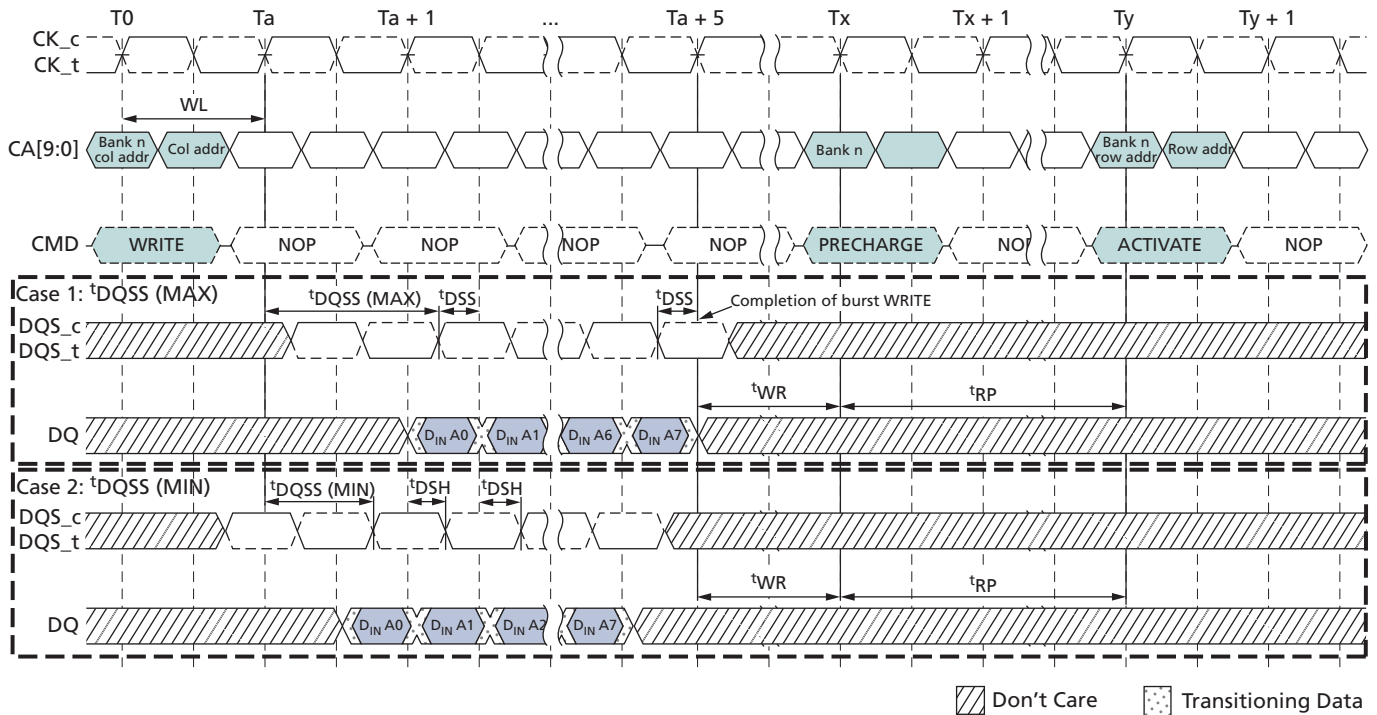 T0 Ta Ta + 1 ... Ta + 5 Tx Tx + 1 Ty Ty + 1
CK_c
CK_t
WL
CA[9:0] Bank n col addr Col addr Bank n Bank n row addr Row addr
CMD WRITE NOP NOP NOP NOP PRECHARGE NOP ACTIVATE NOP
Case 1: tDQSS (MAX)
tDQSS (MAX) tDSS tDSS Completion of burst WRITE
DQS_c
DQS_t
tWR tRP
DQ DIN A0 DIN A1 DIN A6 DIN A7
Case 2: tDQSS (MIN)
tDQSS (MIN) tDSH tDSH
DQS_c
DQS_t
tWR tRP
DQ DIN A0 DIN A1 DIN A2 DIN A7
Don't Care Transitioning Data